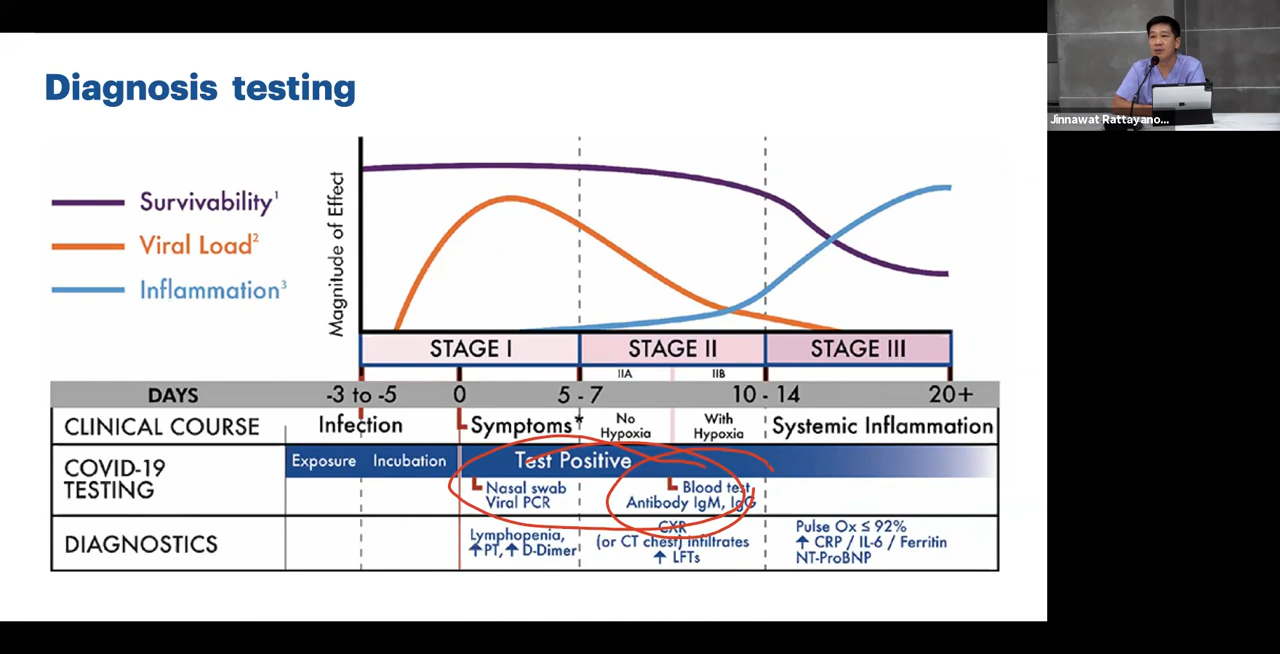 Diagnosis testing
Jinnawat Rattayano...
Survivability¹
Viral Load²
Inflammation³
Magnitude of Effect
STAGE I STAGE II STAGE III
IIA IIB
DAYS -3 to -5 0 5 - 7 10 - 14 20+
CLINICAL COURSE
Infection
Symptoms*
No
Hypoxia
With
Hypoxia
Systemic Inflammation
COVID-19
TESTING
Exposure Incubation Test Positive
Nasal swab
Viral PCR
Blood test
Antibody IgM, IgG
DIAGNOSTICS
Lymphopenia,
↑PT,↑D-Dimer
CXR
(or CT chest) infiltrates
↑ LFTs
Pulse Ox ≤ 92%
↑ CRP / IL-6 / Ferritin
NT-ProBNP